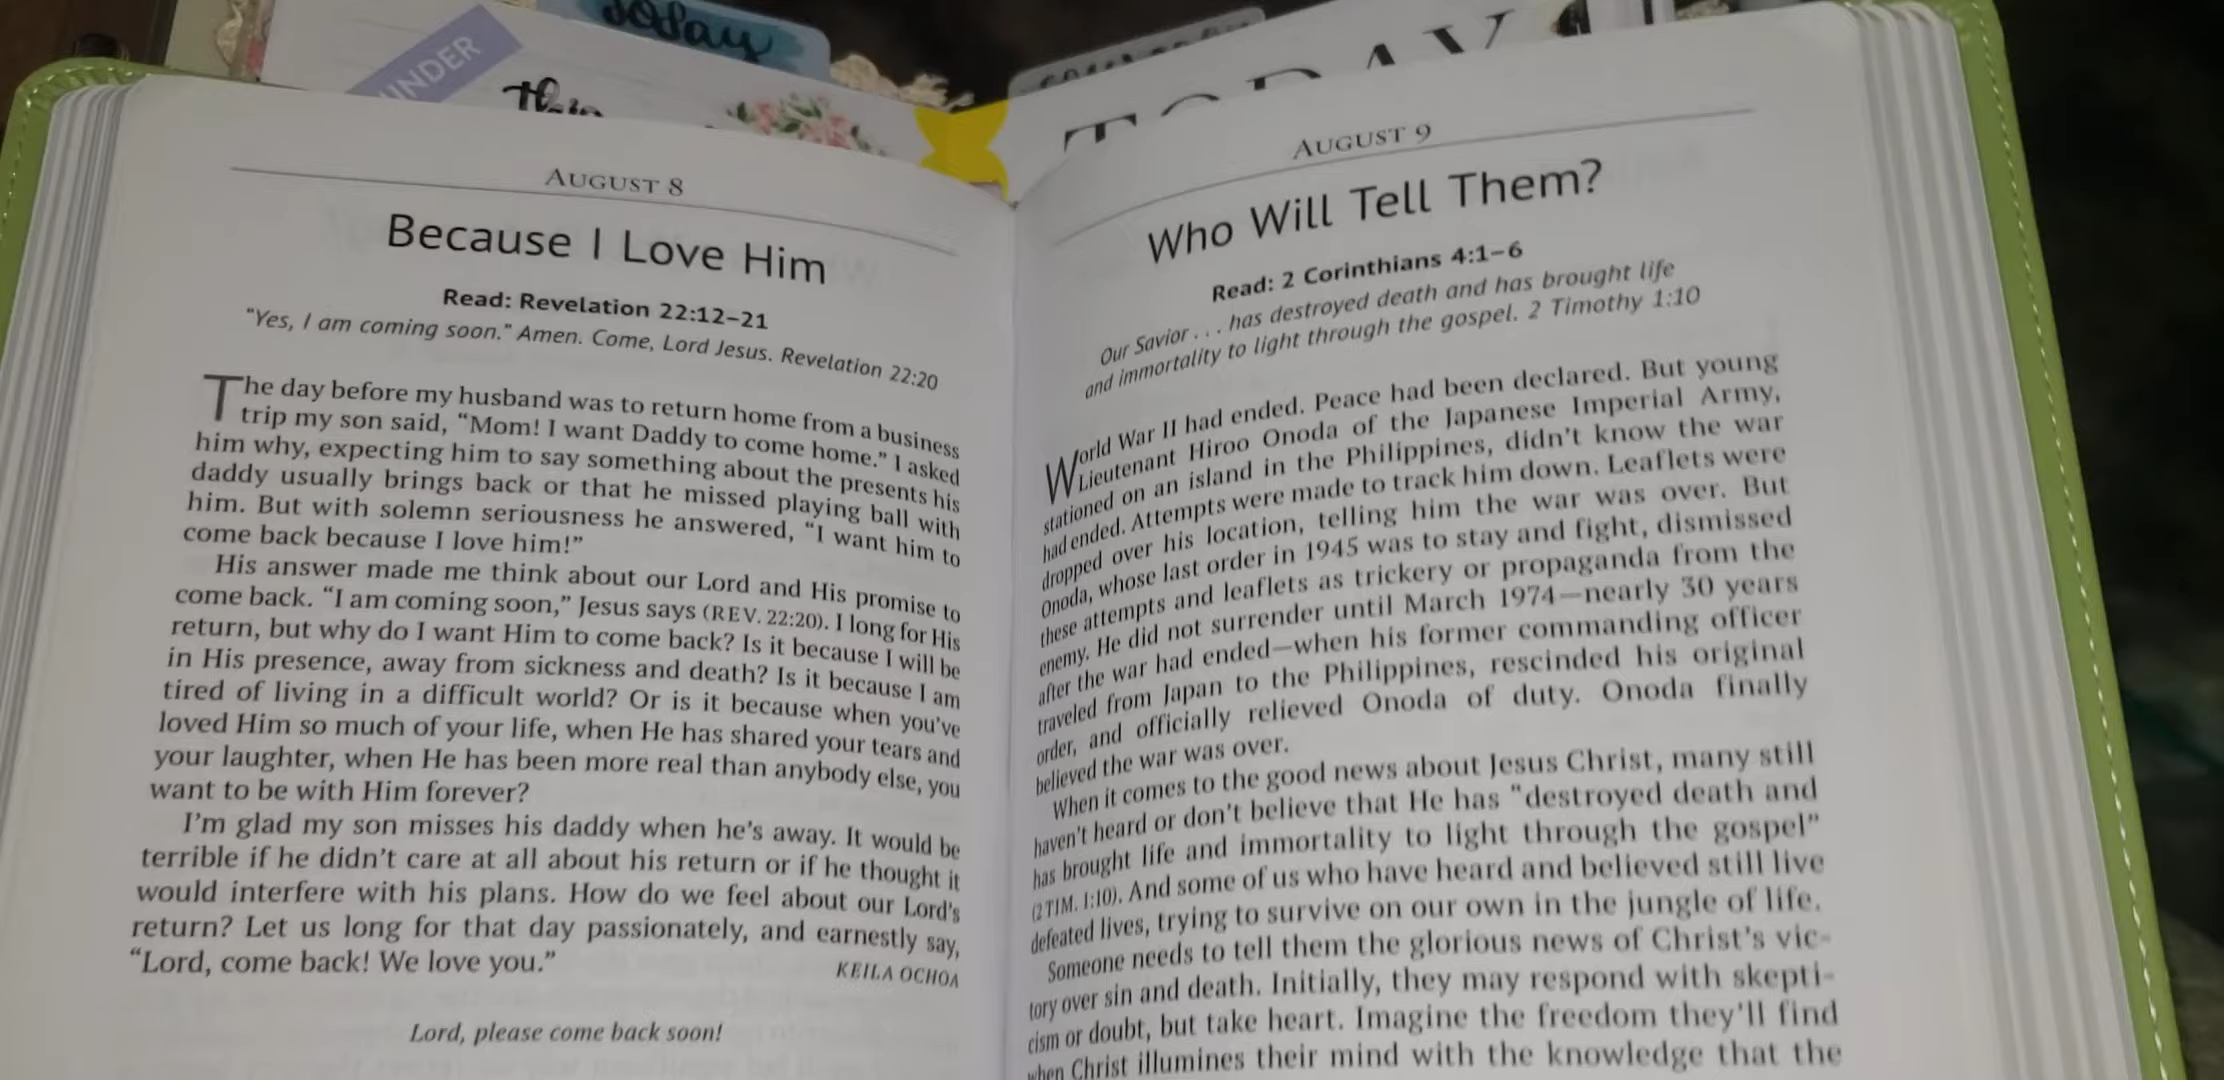 today
UNDER
this
TODAY
AUGUST 8
Because I Love Him
Read: Revelation 22:12–21
"Yes, I am coming soon." Amen. Come, Lord Jesus. Revelation 22:20
The day before my husband was to return home from a business
trip my son said, “Mom! I want Daddy to come home.” I asked
him why, expecting him to say something about the presents his
daddy usually brings back or that he missed playing ball with
him. But with solemn seriousness he answered, “I want him to
come back because I love him!”
His answer made me think about our Lord and His promise to
come back. “I am coming soon,” Jesus says (REV. 22:20). I long for His
return, but why do I want Him to come back? Is it because I will be
in His presence, away from sickness and death? Is it because I am
tired of living in a difficult world? Or is it because when you’ve
loved Him so much of your life, when He has shared your tears and
your laughter, when He has been more real than anybody else, you
want to be with Him forever?
I’m glad my son misses his daddy when he’s away. It would be
terrible if he didn’t care at all about his return or if he thought it
would interfere with his plans. How do we feel about our Lord’s
return? Let us long for that day passionately, and earnestly say,
“Lord, come back! We love you.”
KEILA OCHOA
Lord, please come back soon!
AUGUST 9
Who Will Tell Them?
Read: 2 Corinthians 4:1–6
Our Savior . . . has destroyed death and has brought life
and immortality to light through the gospel. 2 Timothy 1:10
World War II had ended. Peace had been declared. But young
Lieutenant Hiroo Onoda of the Japanese Imperial Army,
stationed on an island in the Philippines, didn’t know the war
had ended. Attempts were made to track him down. Leaflets were
dropped over his location, telling him the war was over. But
Onoda, whose last order in 1945 was to stay and fight, dismissed
these attempts and leaflets as trickery or propaganda from the
enemy. He did not surrender until March 1974—nearly 30 years
after the war had ended—when his former commanding officer
traveled from Japan to the Philippines, rescinded his original
order, and officially relieved Onoda of duty. Onoda finally
believed the war was over.
When it comes to the good news about Jesus Christ, many still
haven’t heard or don’t believe that He has "destroyed death and
has brought life and immortality to light through the gospel”
(2 TIM. 1:10). And some of us who have heard and believed still live
defeated lives, trying to survive on our own in the jungle of life.
Someone needs to tell them the glorious news of Christ’s vic-
tory over sin and death. Initially, they may respond with skepti-
cism or doubt, but take heart. Imagine the freedom they’ll find
when Christ illumines their mind with the knowledge that the